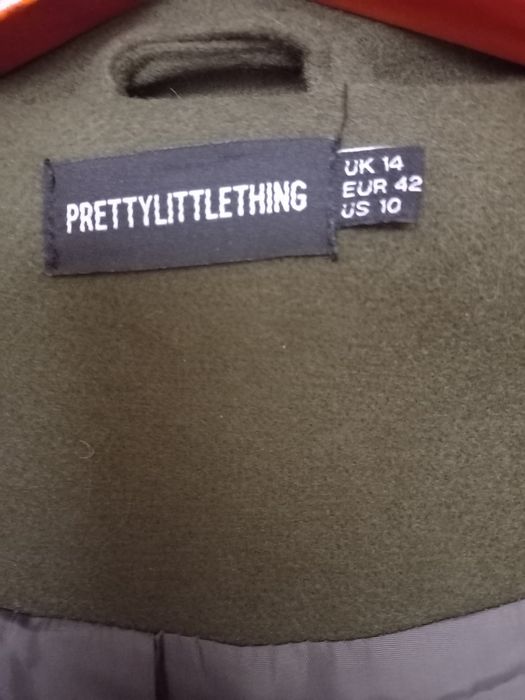 PRETTYLITTLETHING
UK 14
EUR 42
US 10